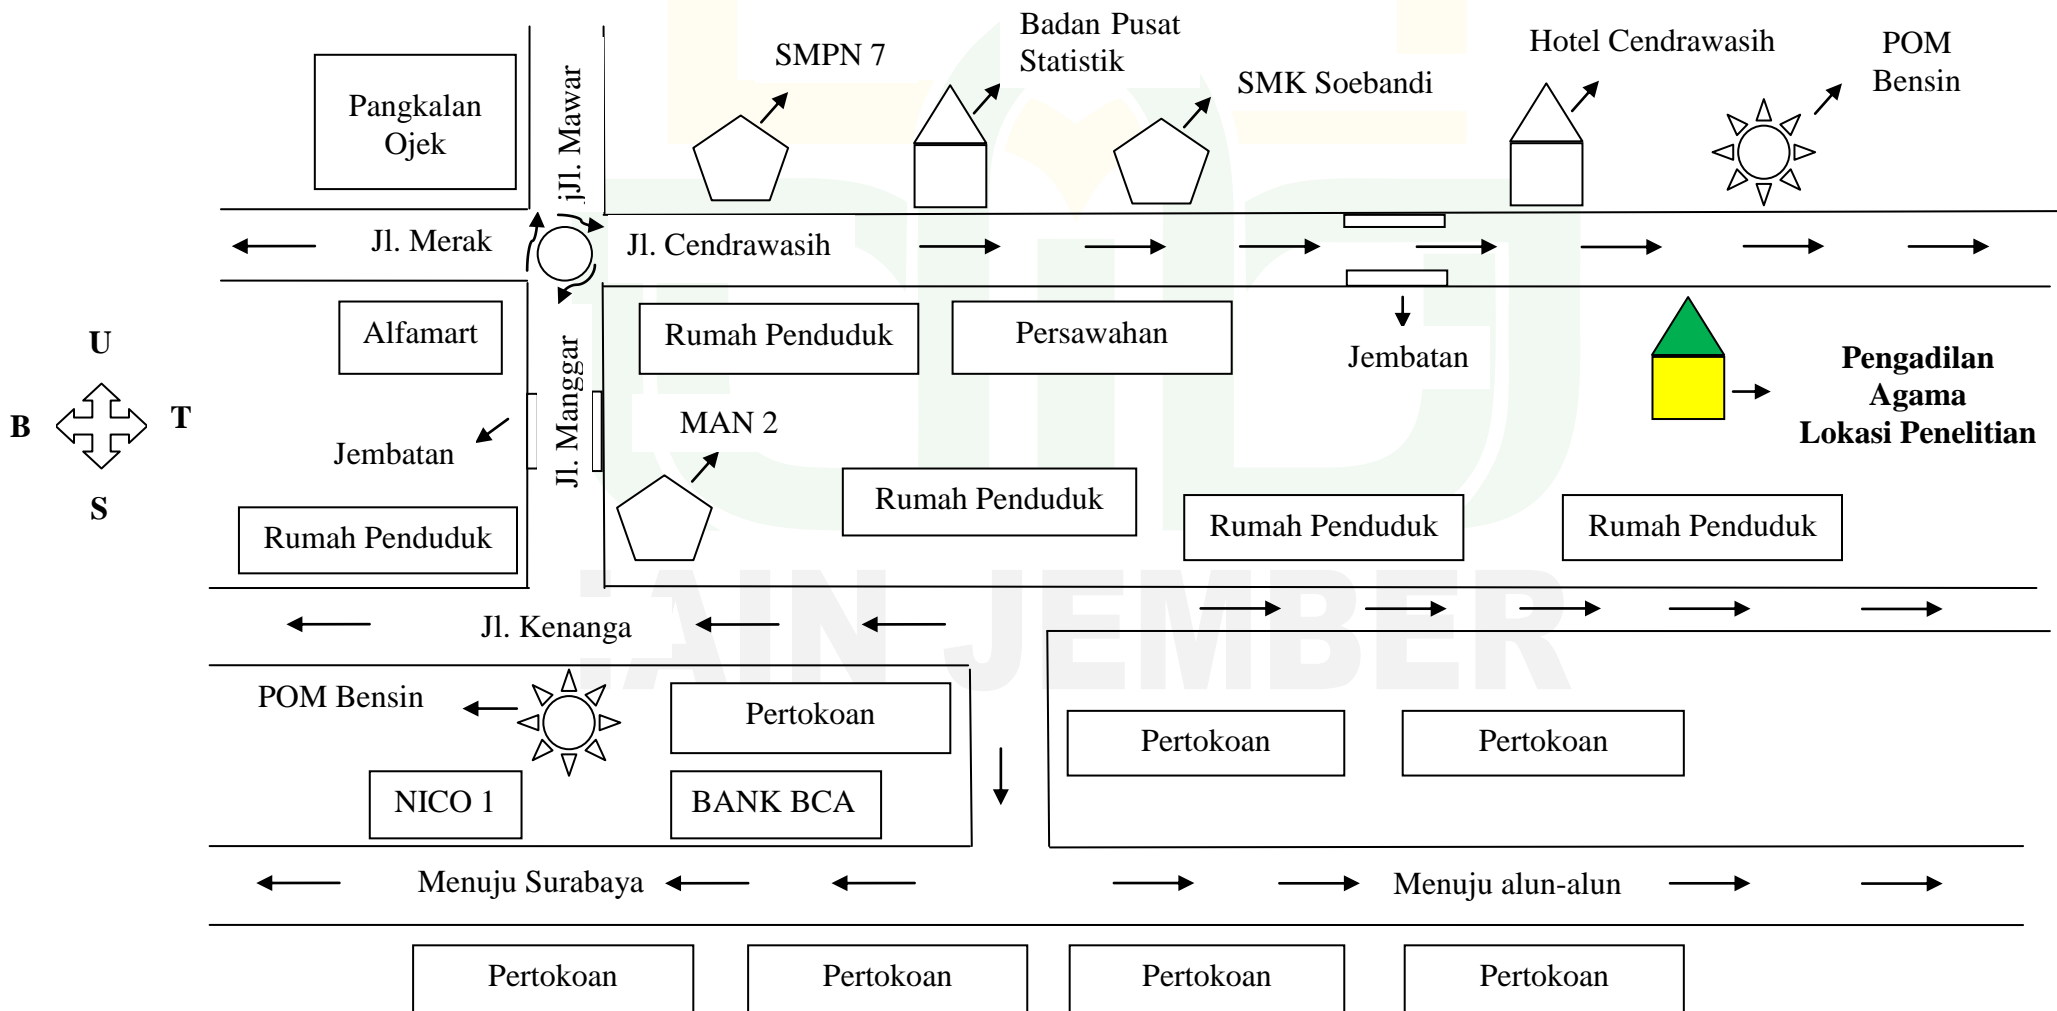 Badan Pusat
Statistik
SMPN 7
Hotel Cendrawasih
POM
Bensin
SMK Soebandi
Pangkalan
Ojek
jJl. Mawar
Jl. Merak
Jl. Cendrawasih
Alfamart
Rumah Penduduk
Persawahan
Jembatan
Pengadilan
Agama
Lokasi Penelitian
U
B
T
S
Jl. Manggar
MAN 2
Jembatan
Rumah Penduduk
Rumah Penduduk
Rumah Penduduk
Rumah Penduduk
IAIN JEMBER
Jl. Kenanga
POM Bensin
Pertokoan
Pertokoan
Pertokoan
NICO 1
BANK BCA
Menuju Surabaya
Menuju alun-alun
Pertokoan
Pertokoan
Pertokoan
Pertokoan